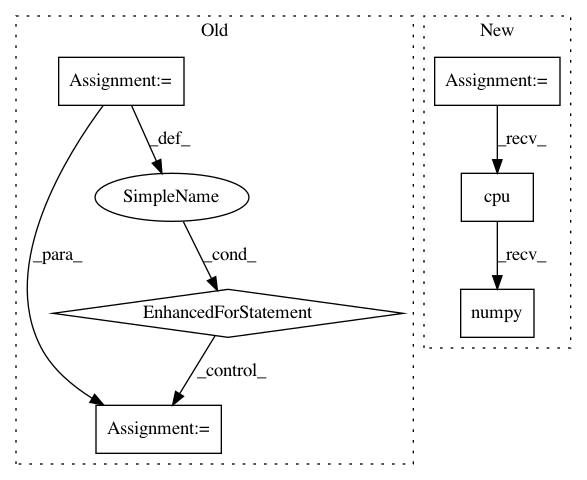 Old
New
Assignment:=
Assignment:=
_def_
_recv_
SimpleName
cpu
_para_
_cond_
_recv_
EnhancedForStatement
numpy
_control_
Assignment:=